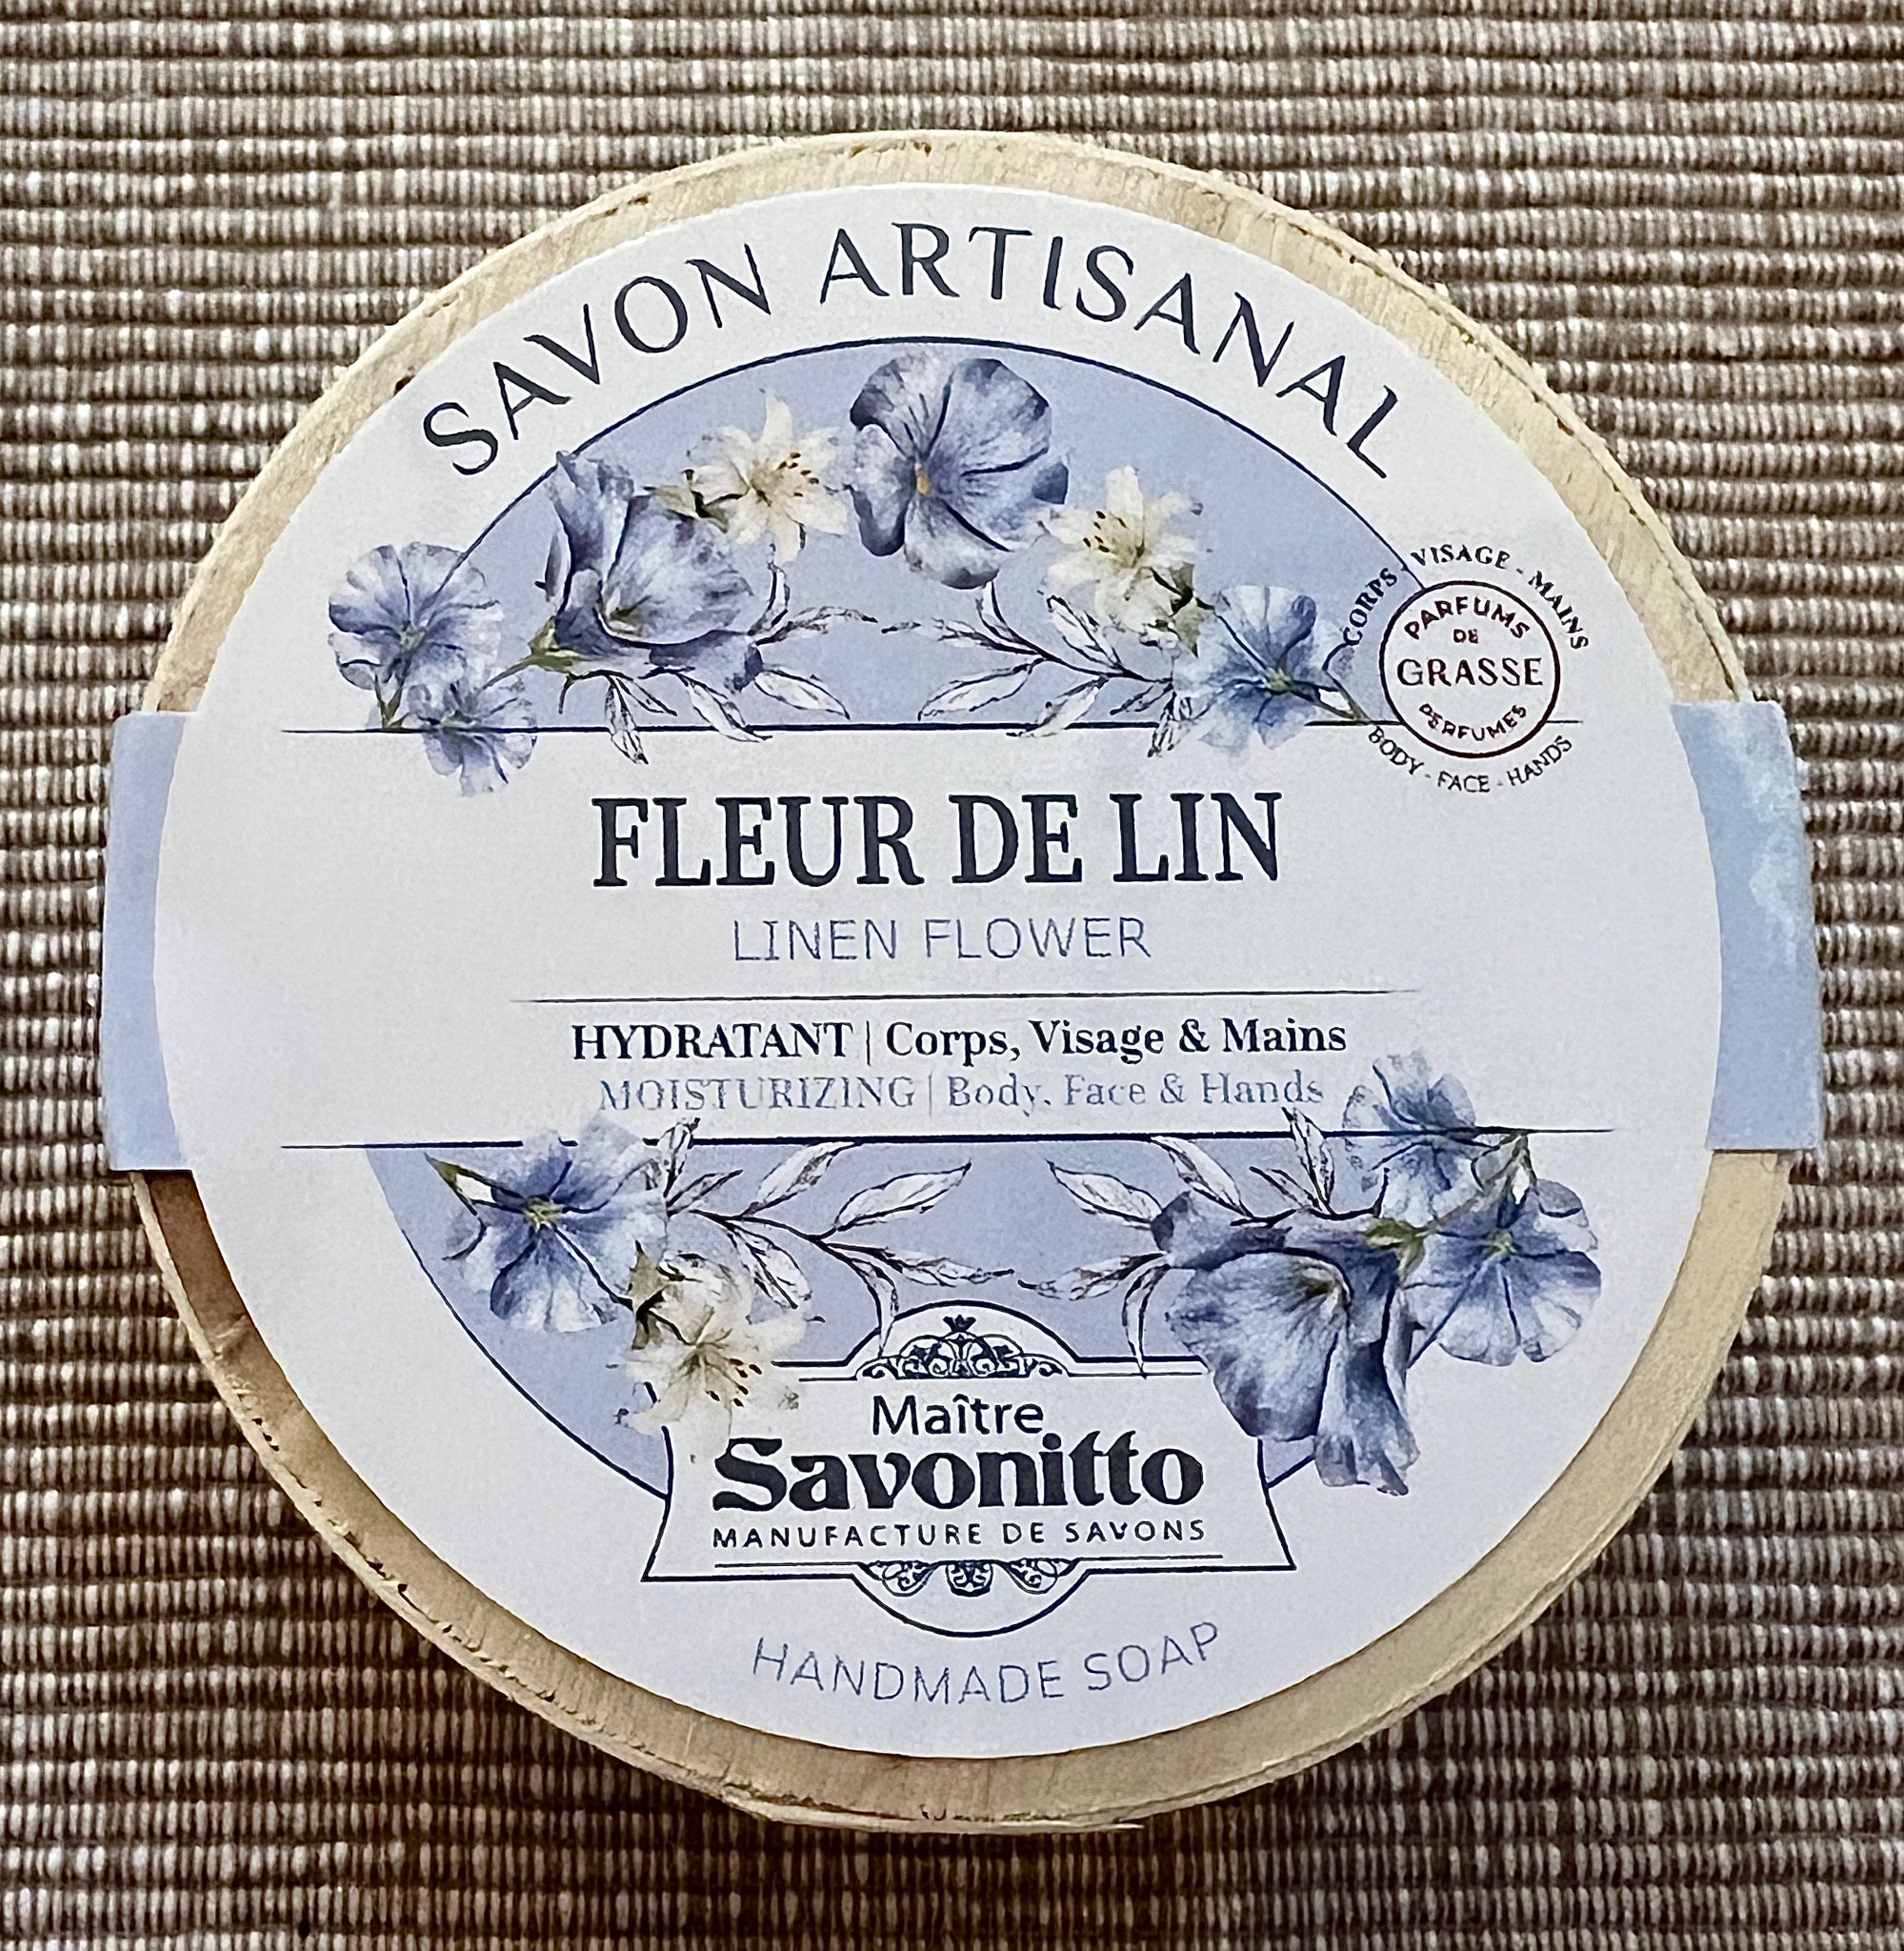 SAVON ARTISANAL
CORPS - VISAGE - MAINS
PARFUMS
DE
GRASSE
PERFUMES
BODY - FACE - HANDS
FLEUR DE LIN
LINEN FLOWER
HYDRATANT | Corps, Visage & Mains
MOISTURIZING | Body, Face & Hands
Maître
Savonitto
MANUFACTURE DE SAVONS
HANDMADE SOAP